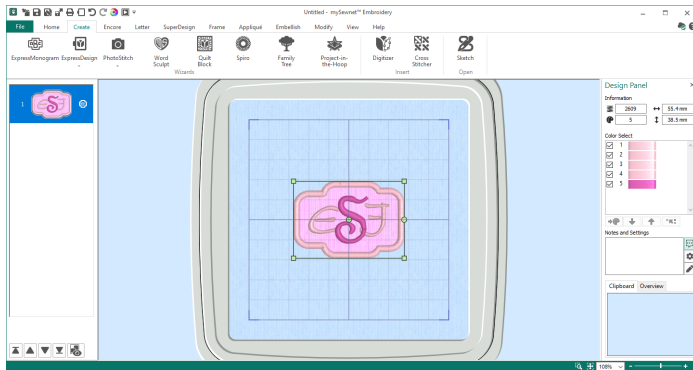 Untitled - mySewnet™ Embroidery
File Home Create Encore Letter SuperDesign Frame Appliqué Embellish Modify View Help
ExpressMonogram ExpressDesign PhotoStitch Word Sculpt Quilt Block Spiro Family Tree Project-in-the-Hoop Digitizer Cross Stitcher Sketch
Wizards Insert Open
Design Panel
Information
2609 55.4 mm
5 38.5 mm
Color Select
1
2
3
4
5
Notes and Settings
Clipboard Overview
1
S
108%